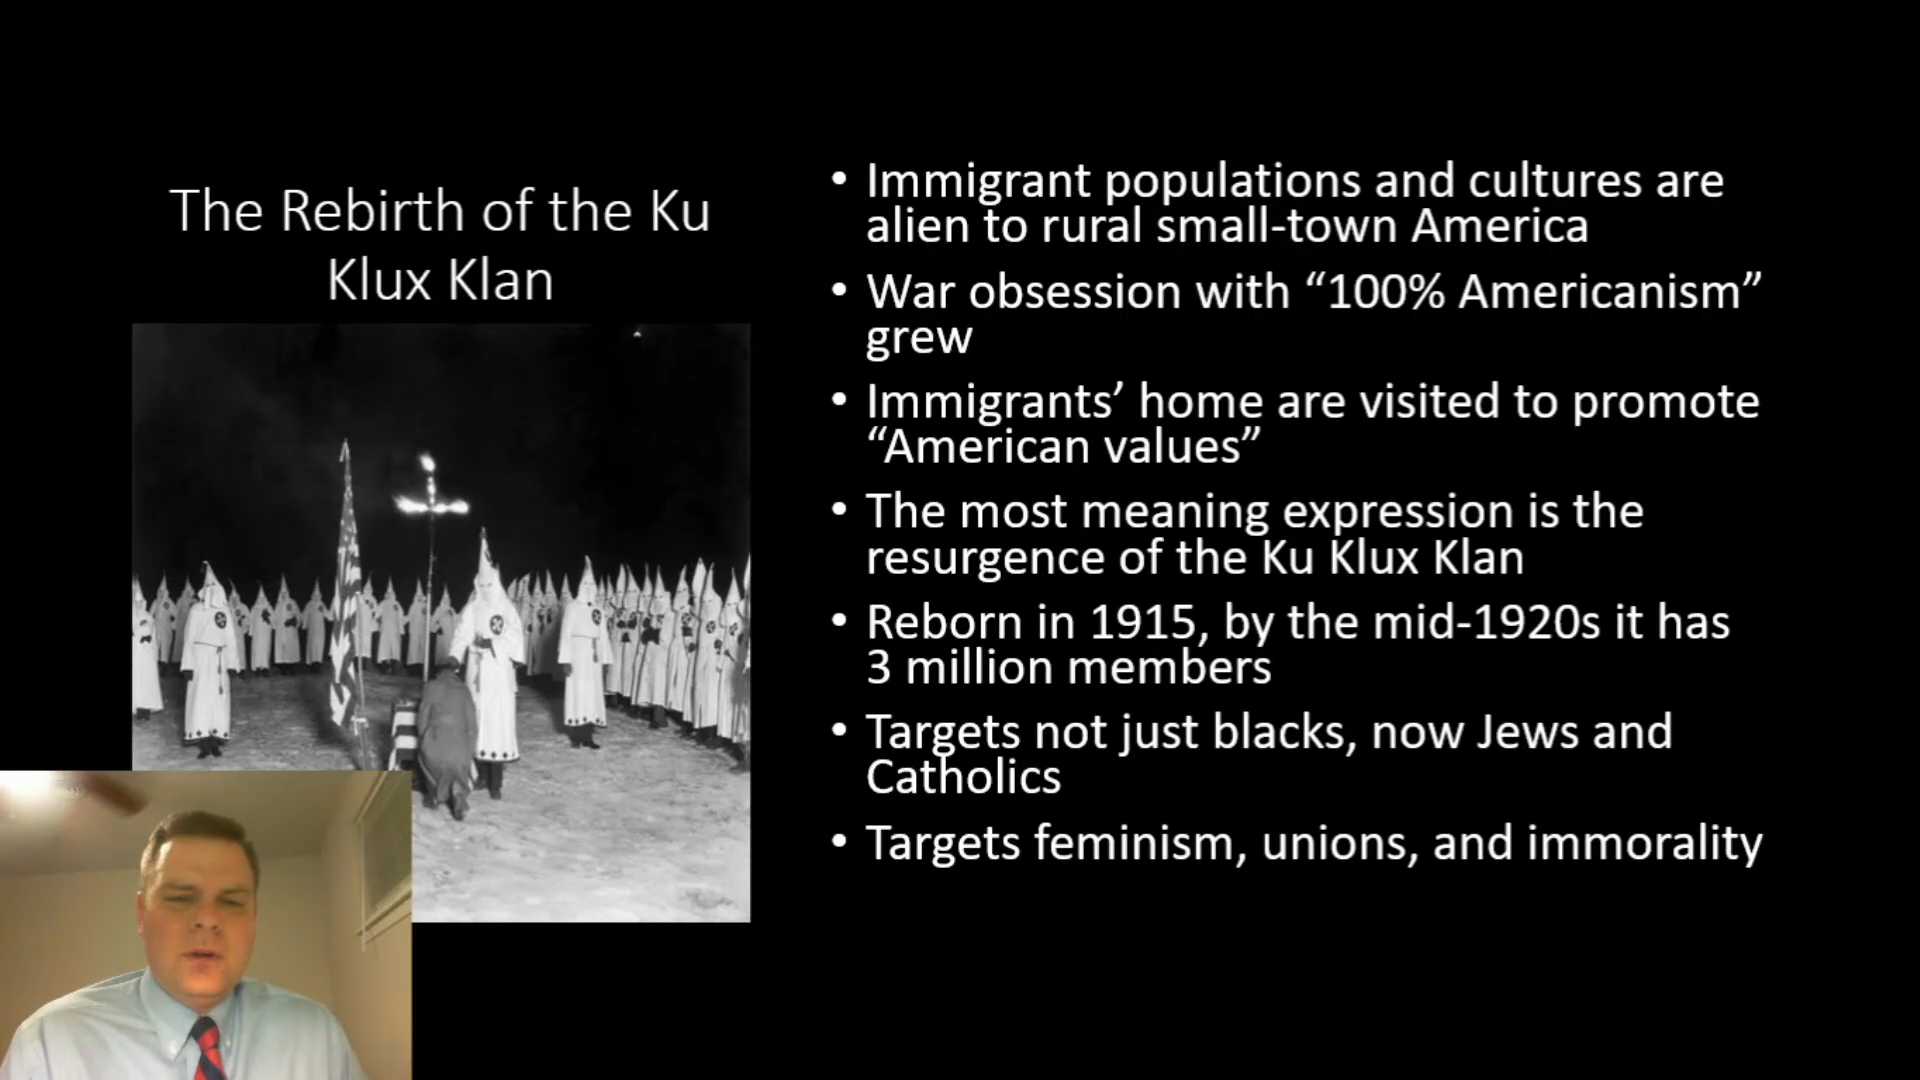 The Rebirth of the Ku
Klux Klan
• Immigrant populations and cultures are
alien to rural small-town America
• War obsession with “100% Americanism”
grew
• Immigrants’ home are visited to promote
“American values”
• The most meaning expression is the
resurgence of the Ku Klux Klan
• Reborn in 1915, by the mid-1920s it has
3 million members
• Targets not just blacks, now Jews and
Catholics
• Targets feminism, unions, and immorality